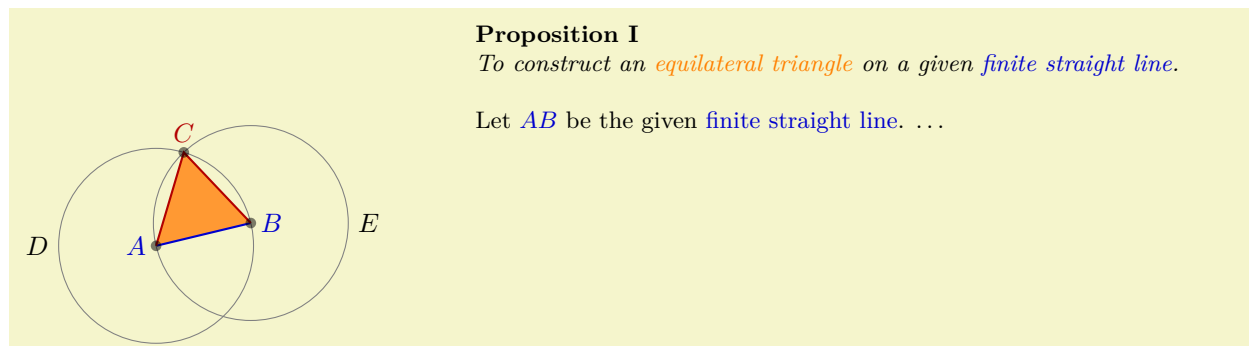 Proposition I
To construct an equilateral triangle on a given finite straight line.
Let AB be the given finite straight line. ...
C
B
E
A
D